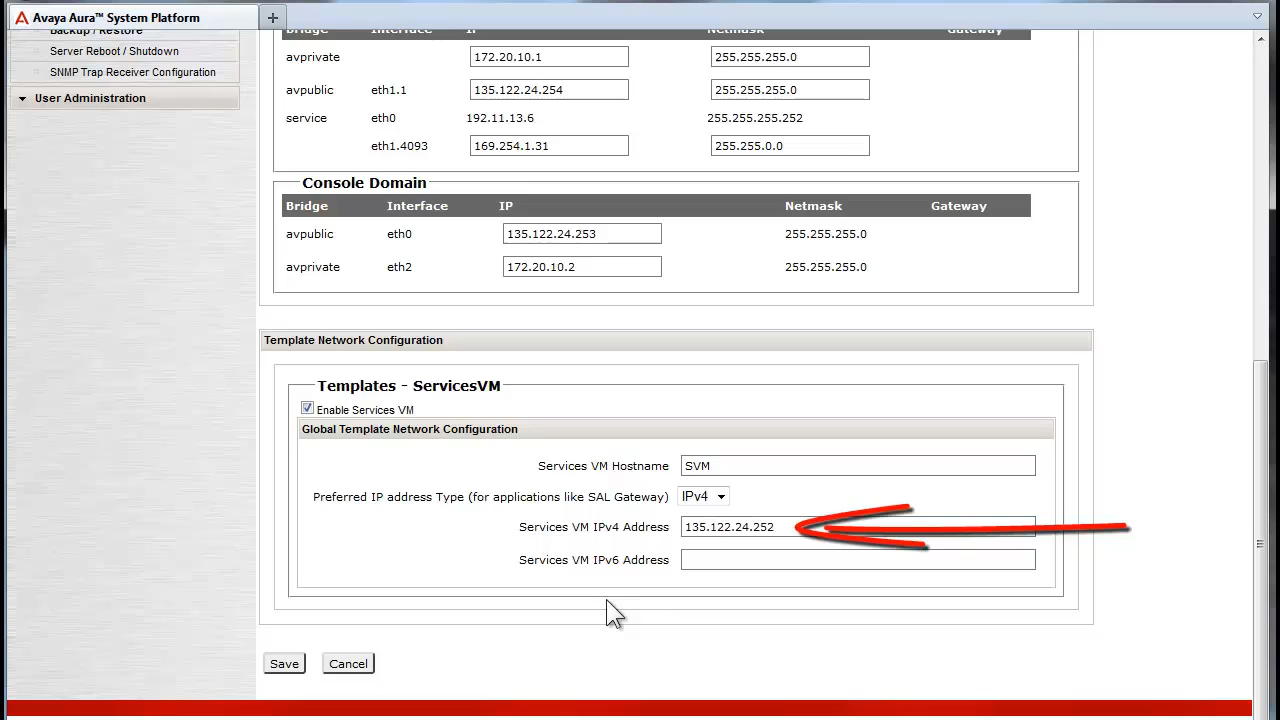 Avaya Aura™ System Platform
Backup / Restore
Server Reboot / Shutdown
SNMP Trap Receiver Configuration
User Administration
Bridge Interface IP Netmask Gateway
avprivate 172.20.10.1 255.255.255.0
avpublic eth1.1 135.122.24.254 255.255.255.0
service eth0 192.11.13.6 255.255.255.252
eth1.4093 169.254.1.31 255.255.0.0
Console Domain
Bridge Interface IP Netmask Gateway
avpublic eth0 135.122.24.253 255.255.255.0
avprivate eth2 172.20.10.2 255.255.255.0
Template Network Configuration
Templates - ServicesVM
Enable Services VM
Global Template Network Configuration
Services VM Hostname SVM
Preferred IP address Type (for applications like SAL Gateway) IPv4
Services VM IPv4 Address 135.122.24.252
Services VM IPv6 Address
Save Cancel